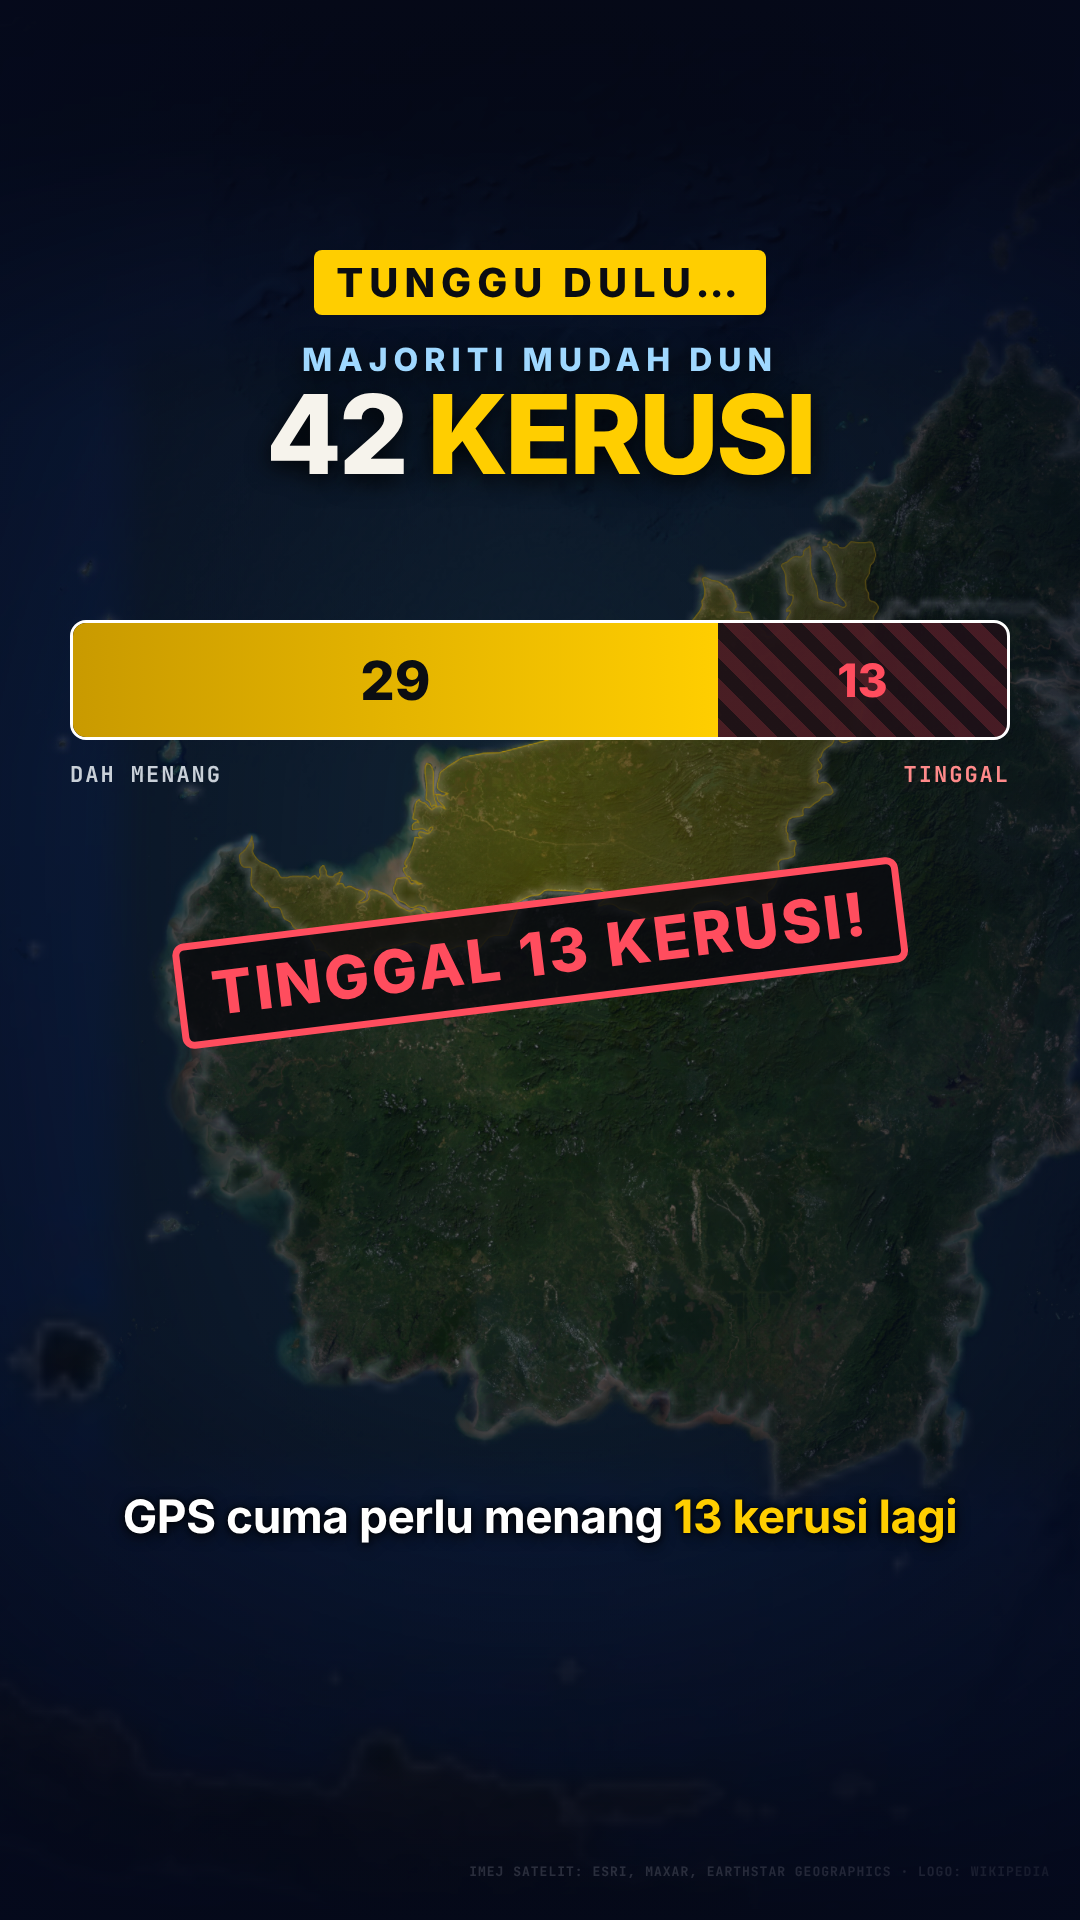 TUNGGU DULU...
MAJORITI MUDAH DUN
42 KERUSI
29
13
DAH MENANG
TINGGAL
TINGGAL 13 KERUSI!
GPS cuma perlu menang 13 kerusi lagi
IMEJ SATELIT: ESRI, MAXAR, EARTHSTAR GEOGRAPHICS · LOGO: WIKIPEDIA